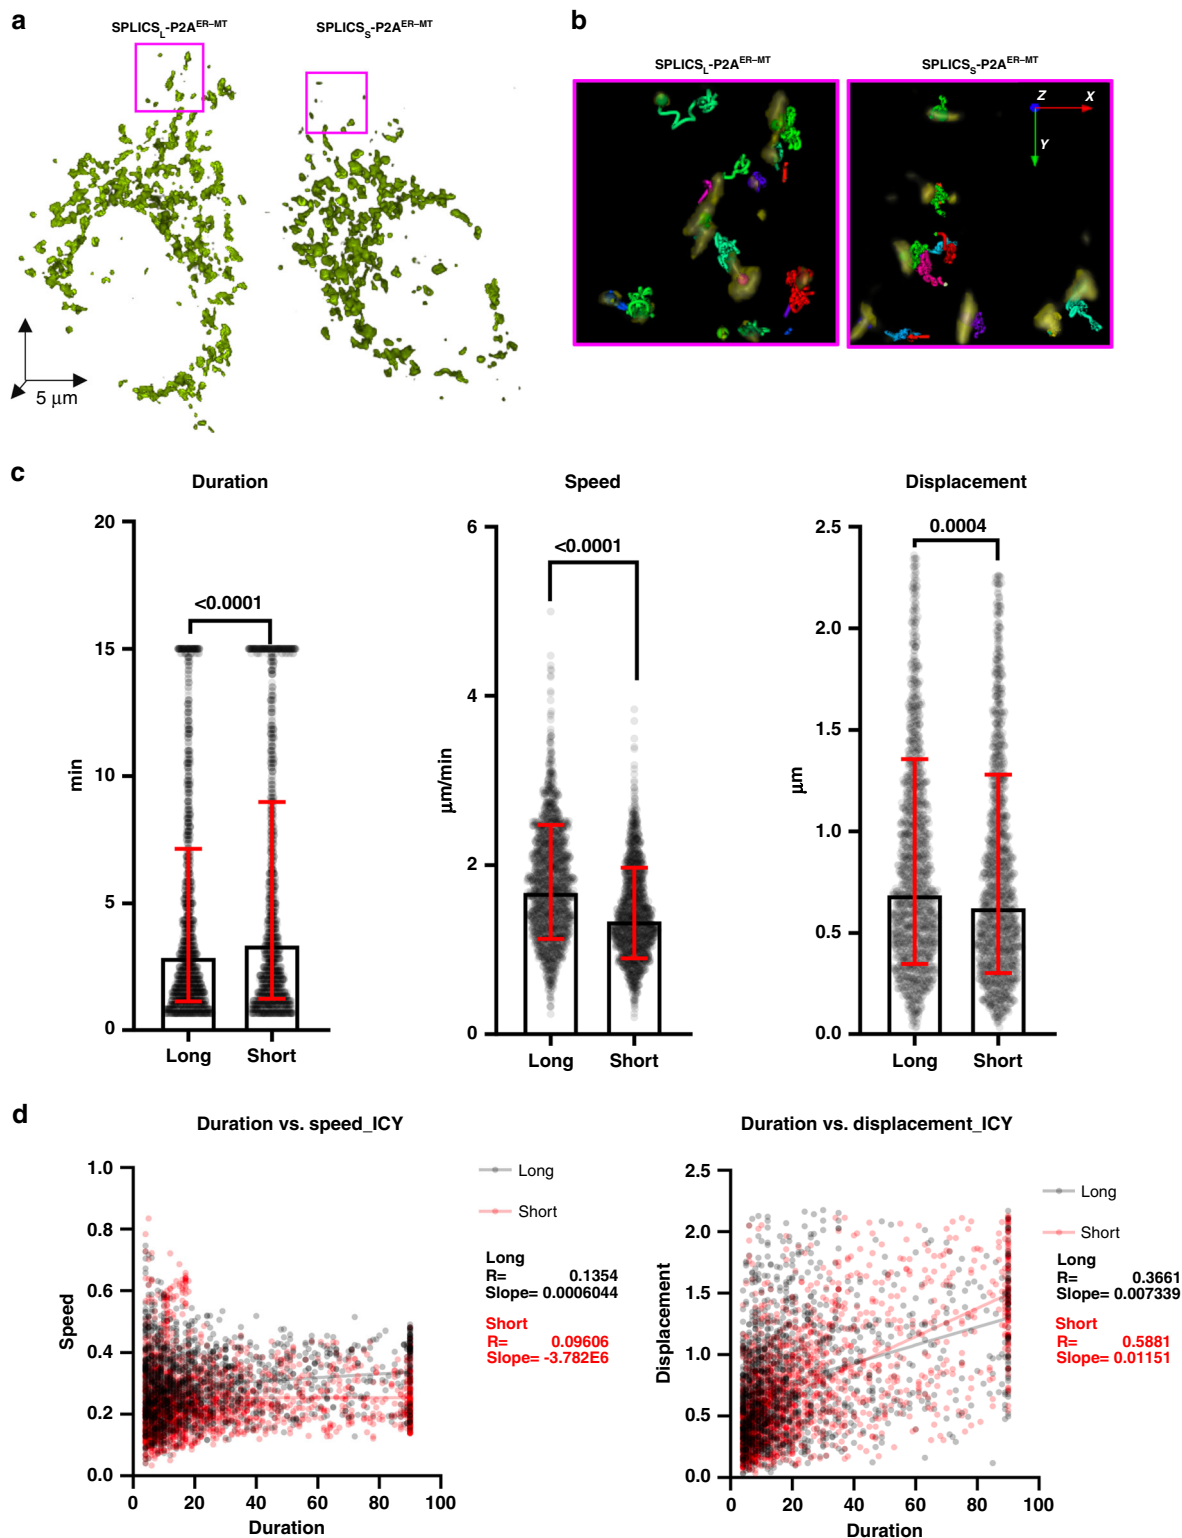 a
SPLICS_L-P2A^ER–MT
SPLICS_S-P2A^ER–MT
5 μm
b
SPLICS_L-P2A^ER–MT
SPLICS_S-P2A^ER–MT
Z
X
Y
c
Duration
20
15
10
5
0
min
<0.0001
Long
Short
Speed
6
4
2
0
μm/min
<0.0001
Long
Short
Displacement
2.5
2.0
1.5
1.0
0.5
0.0
μm
0.0004
Long
Short
d
Duration vs. speed_ICY
1.0
0.8
0.6
0.4
0.2
0.0
Speed
0 20 40 60 80 100
Duration
Long
Short
Long
R= 0.1354
Slope= 0.0006044
Short
R= 0.09606
Slope= -3.782E6
Duration vs. displacement_ICY
2.5
2.0
1.5
1.0
0.5
0.0
Displacement
0 20 40 60 80 100
Duration
Long
Short
Long
R= 0.3661
Slope= 0.007339
Short
R= 0.5881
Slope= 0.01151